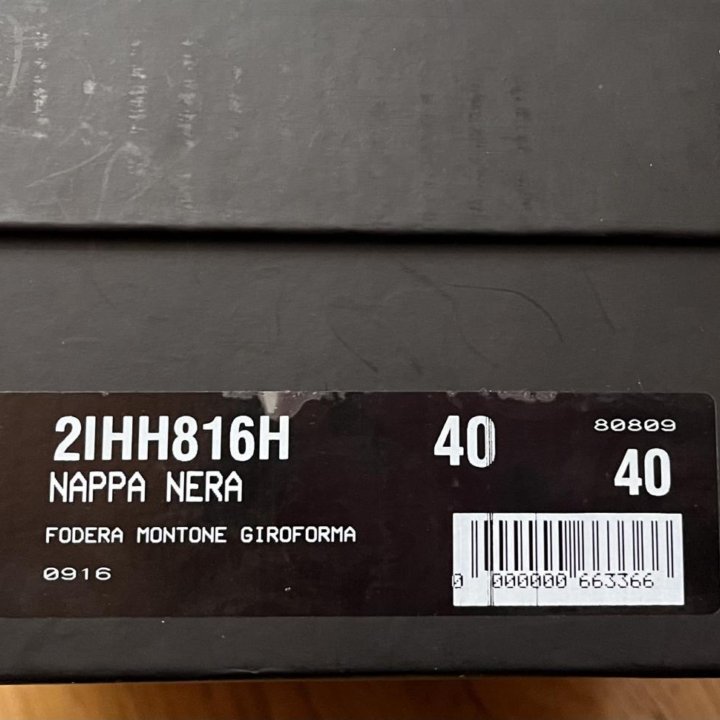 2IHH816H 40 80809
NAPPA NERA 40
FODERA MONTONE GIROFORMA
0916
0 000000 663366